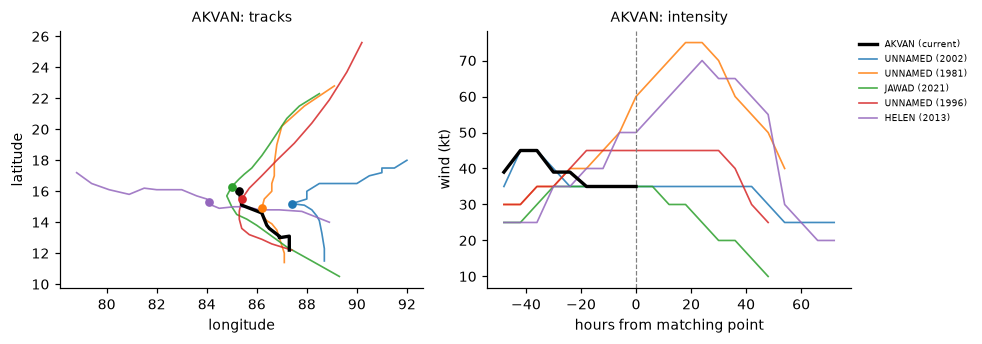 AKVAN: tracks
26
24
22
20
18
16
14
12
10
latitude
80
82
84
86
88
90
92
longitude
AKVAN: intensity
70
60
50
40
30
20
10
wind (kt)
−40
−20
0
20
40
60
hours from matching point
AKVAN (current)
UNNAMED (2002)
UNNAMED (1981)
JAWAD (2021)
UNNAMED (1996)
HELEN (2013)